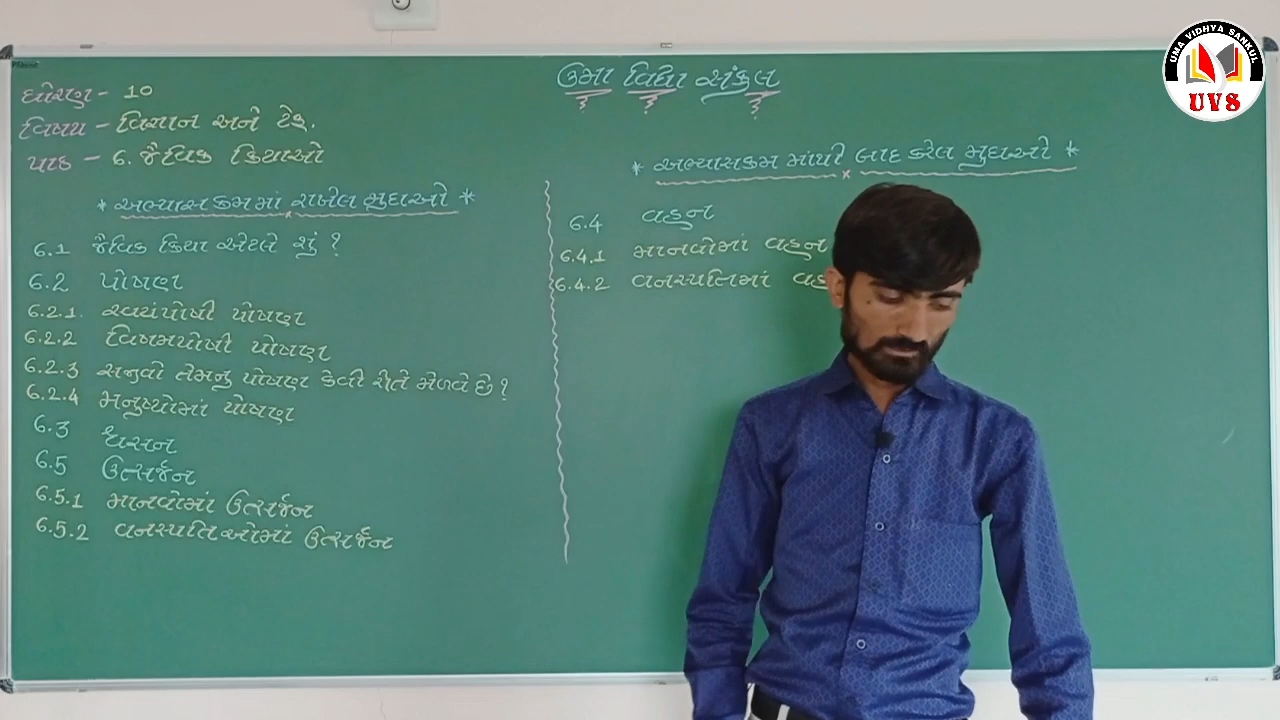 ઉમા વિદ્યા સંકુલ
ધોરણ - 10
વિષય - વિજ્ઞાન અને ટેક.
પાઠ - 6. જૈવિક ક્રિયાઓ
* અભ્યાસક્રમમાં રાખેલ મુદાઓ *
6.1 જૈવિક ક્રિયા એટલે શું ?
6.2 પોષણ
6.2.1. સ્વયંપોષી પોષણ
6.2.2 વિષમપોષી પોષણ
6.2.3 સજીવો તેમનુ પોષણ કેવી રીતે મેળવે છે ?
6.2.4 મનુષ્યોમાં પોષણ
6.3 શ્વસન
6.5 ઉત્સર્જન
6.5.1 માનવોમાં ઉત્સર્જન
6.5.2 વનસ્પતિઓમાં ઉત્સર્જન
* અભ્યાસક્રમ માંથી બાદ કરેલ મુદાઓ *
6.4 વહન
6.4.1 માનવોમાં વહન
6.4.2 વનસ્પતિમાં
UMA VIDHYA SANKUL
UVS